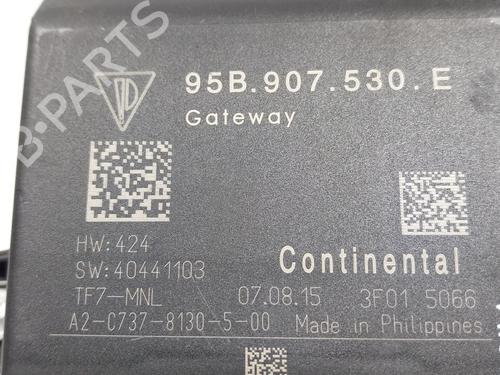 95B.907.530.E
Gateway
HW:424
SW:40441103
Continental
TF7-MNL 07.08.15 3F01 5066
A2-C737-8130-5-00 Made in Philippines
B-PARTS